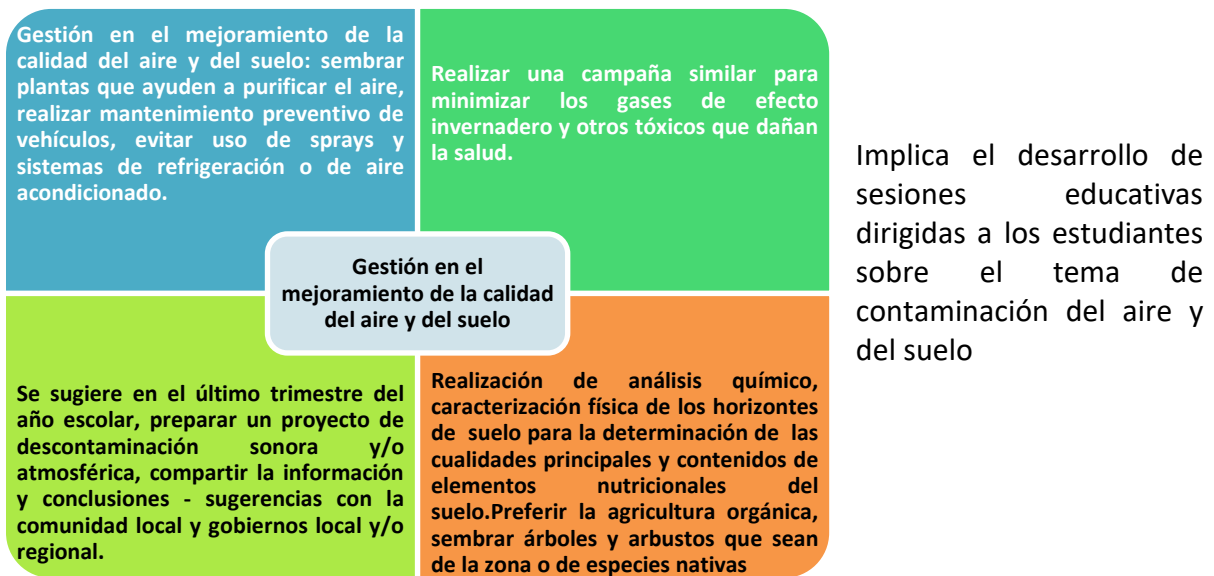 Gestión en el mejoramiento de la
calidad del aire y del suelo: sembrar
plantas que ayuden a purificar el aire,
realizar mantenimiento preventivo de
vehículos, evitar uso de sprays y
sistemas de refrigeración o de aire
acondicionado.
Realizar una campaña similar para
minimizar los gases de efecto
invernadero y otros tóxicos que dañan
la salud.
Gestión en el
mejoramiento de la calidad
del aire y del suelo
Se sugiere en el último trimestre del
año escolar, preparar un proyecto de
descontaminación sonora y/o
atmosférica, compartir la información
y conclusiones - sugerencias con la
comunidad local y gobiernos local y/o
regional.
Realización de análisis químico,
caracterización física de los horizontes
de suelo para la determinación de las
cualidades principales y contenidos de
elementos nutricionales del
suelo.Preferir la agricultura orgánica,
sembrar árboles y arbustos que sean
de la zona o de especies nativas
Implica el desarrollo de
sesiones educativas
dirigidas a los estudiantes
sobre el tema de
contaminación del aire y
del suelo